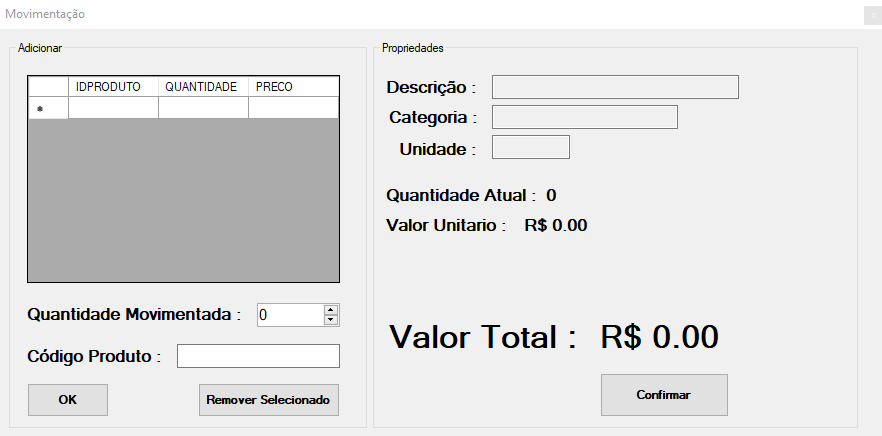 Movimentação
Adicionar
IDPRODUTO QUANTIDADE PRECO
*
Quantidade Movimentada : 0
Código Produto :
OK Remover Selecionado
Propriedades
Descrição :
Categoria :
Unidade :
Quantidade Atual : 0
Valor Unitario : R$ 0.00
Valor Total : R$ 0.00
Confirmar